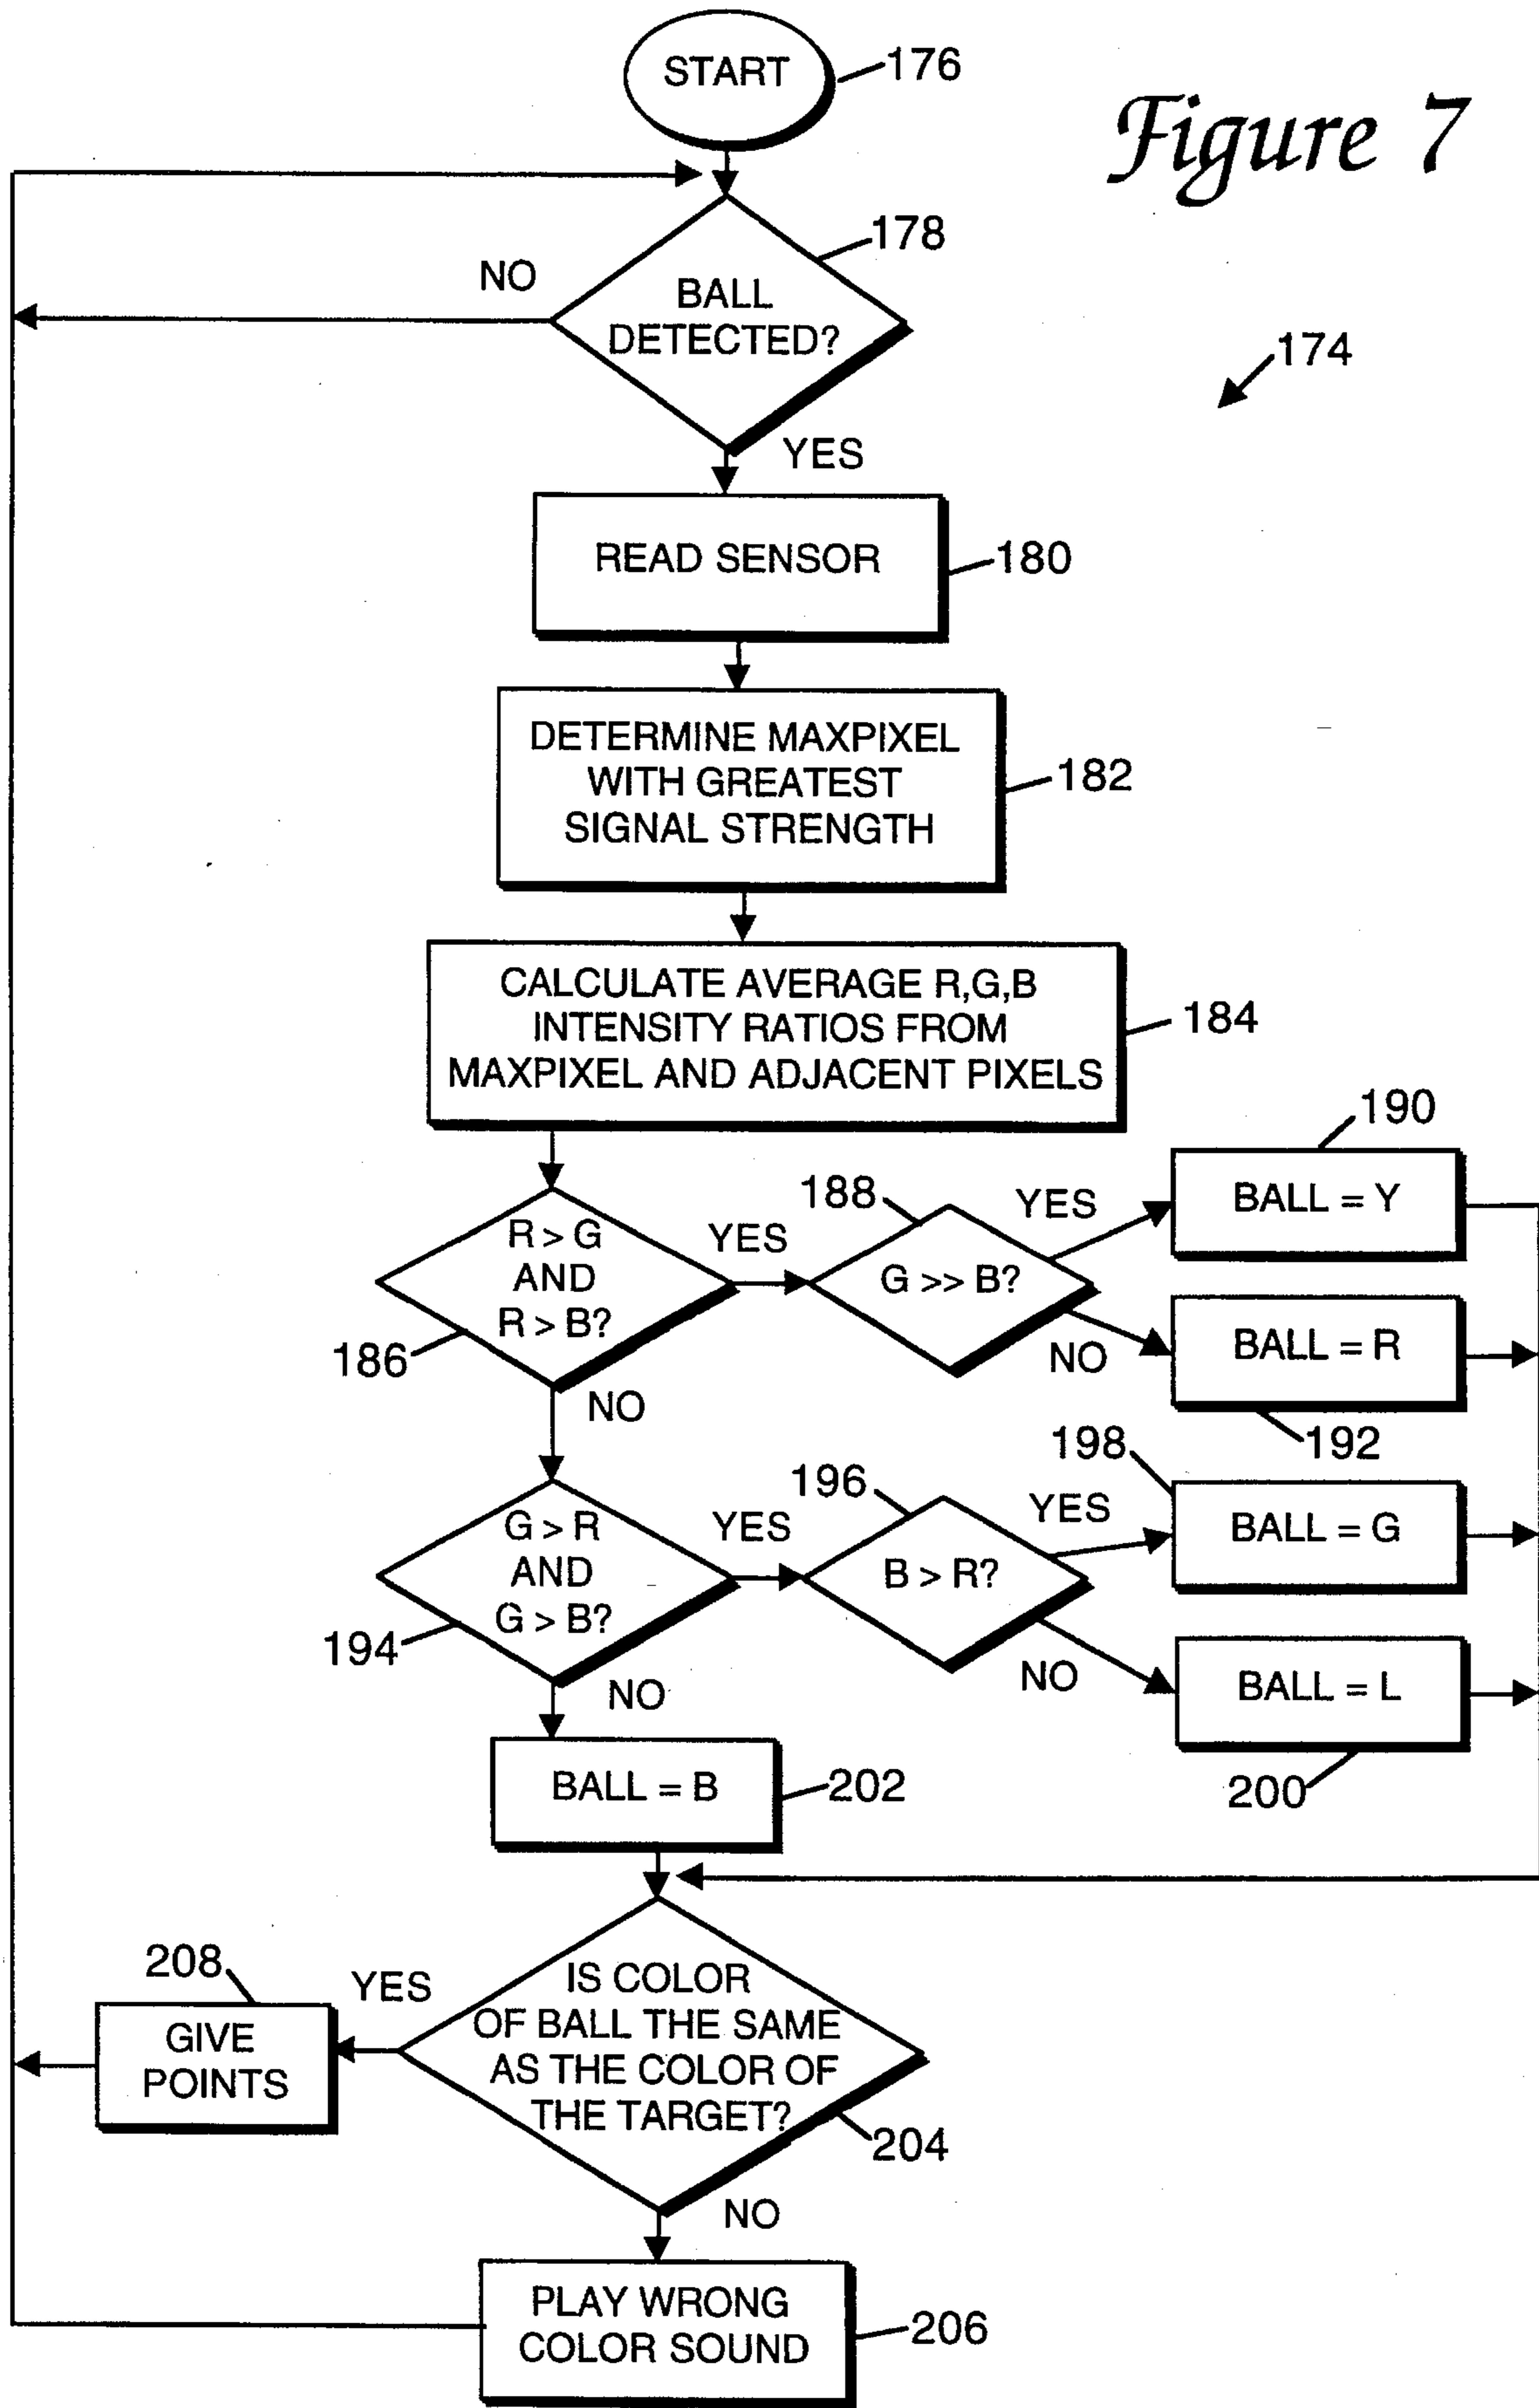 START
176
Figure 7
178
NO
BALL
DETECTED?
174
YES
READ SENSOR
180
DETERMINE MAXPIXEL
WITH GREATEST
SIGNAL STRENGTH
182
CALCULATE AVERAGE R,G,B
INTENSITY RATIOS FROM
MAXPIXEL AND ADJACENT PIXELS
184
190
188
YES
BALL = Y
R > G
AND
R > B?
YES
G >> B?
186
NO
BALL = R
NO
192
198
196
YES
G > R
AND
G > B?
YES
B > R?
BALL = G
194
NO
NO
BALL = L
200
BALL = B
202
208
YES
IS COLOR
OF BALL THE SAME
AS THE COLOR OF
THE TARGET?
GIVE
POINTS
204
NO
PLAY WRONG
COLOR SOUND
206